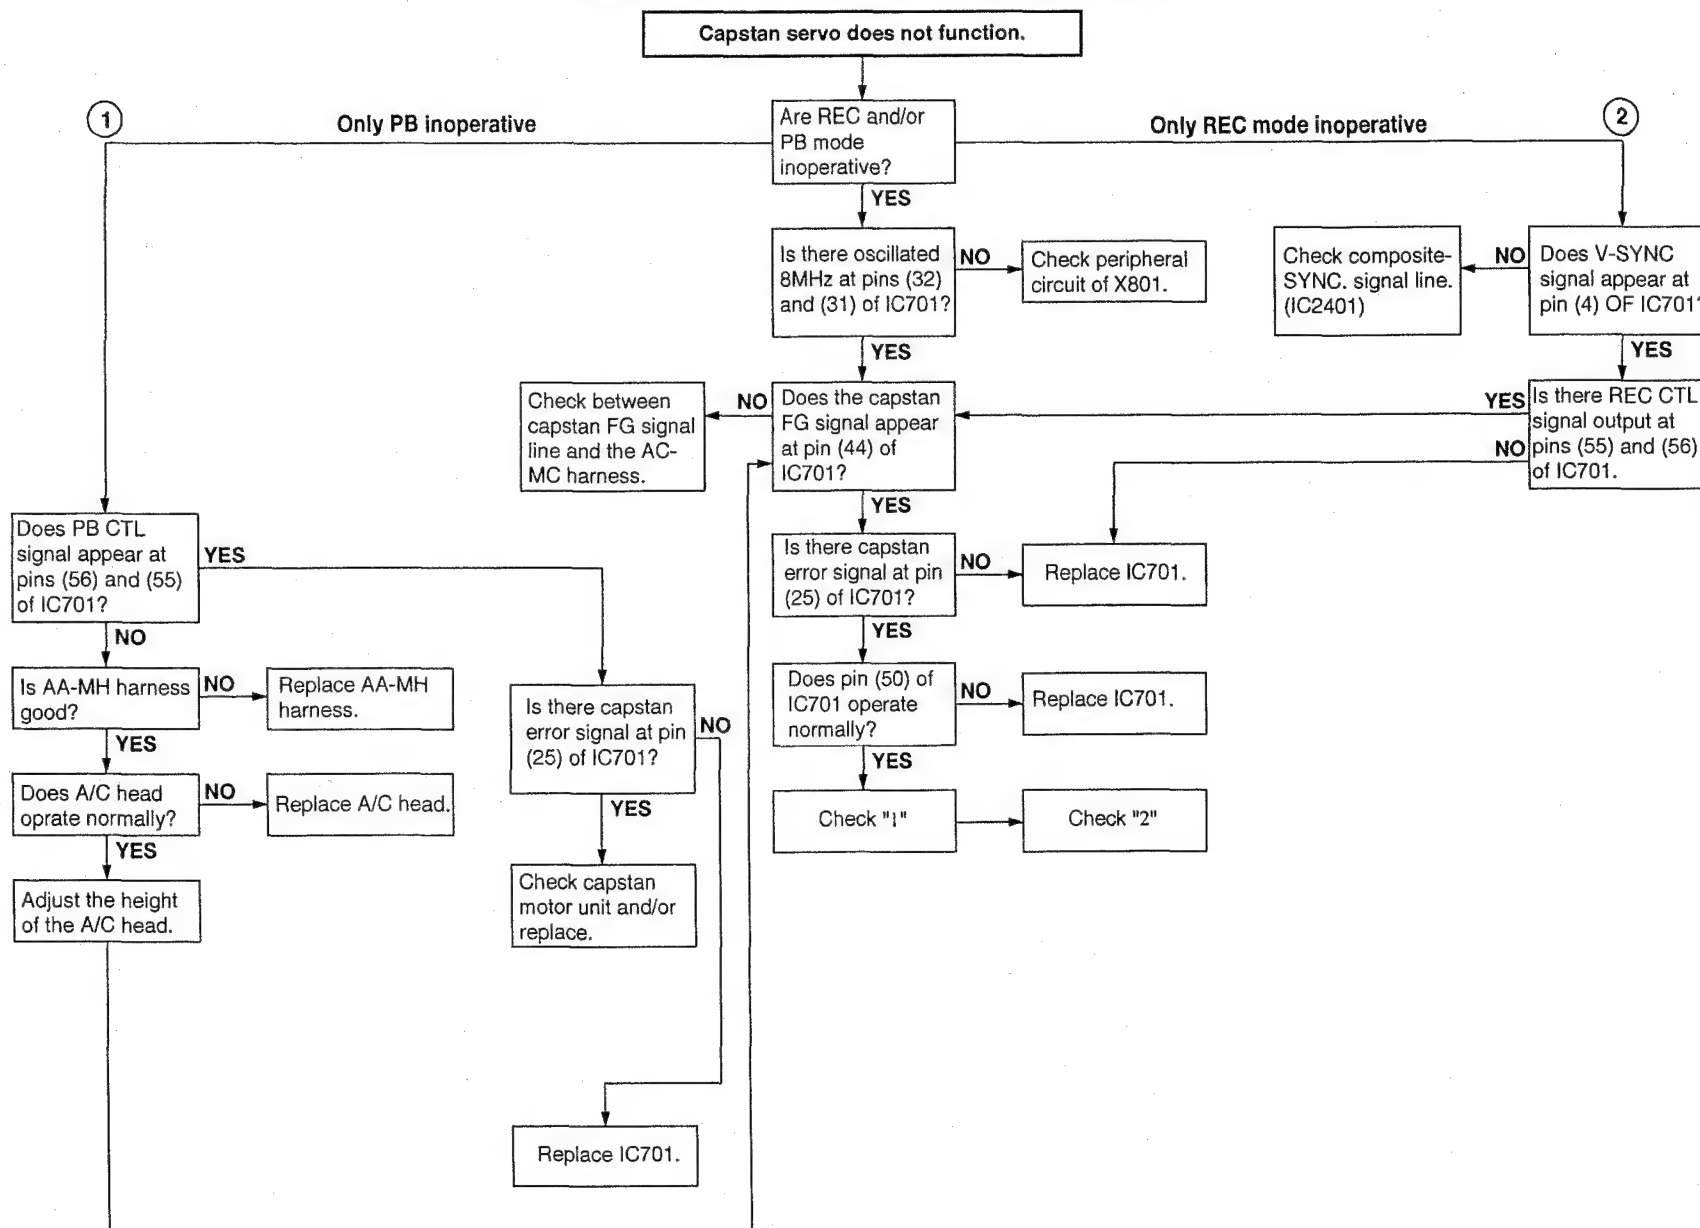 Capstan servo does not function.
1
Only PB inoperative
Are REC and/or
PB mode
inoperative?
Only REC mode inoperative
2
YES
Is there oscillated
8MHz at pins (32)
and (31) of IC701?
NO
Check peripheral
circuit of X801.
Check composite-
SYNC. signal line.
(IC2401)
NO
Does V-SYNC
signal appear at
pin (4) OF IC701?
YES
YES
Check between
capstan FG signal
line and the AC-
MC harness.
NO
Does the capstan
FG signal appear
at pin (44) of
IC701?
YES
NO
Is there REC CTL
signal output at
pins (55) and (56)
of IC701.
YES
Does PB CTL
signal appear at
pins (56) and (55)
of IC701?
YES
Is there capstan
error signal at pin
(25) of IC701?
NO
Replace IC701.
NO
YES
Is AA-MH harness
good?
NO
Replace AA-MH
harness.
Is there capstan
error signal at pin
(25) of IC701?
NO
Does pin (50) of
IC701 operate
normally?
NO
Replace IC701.
YES
YES
Does A/C head
oprate normally?
NO
Replace A/C head.
YES
Check "1"
Check "2"
YES
Adjust the height
of the A/C head.
Check capstan
motor unit and/or
replace.
Replace IC701.